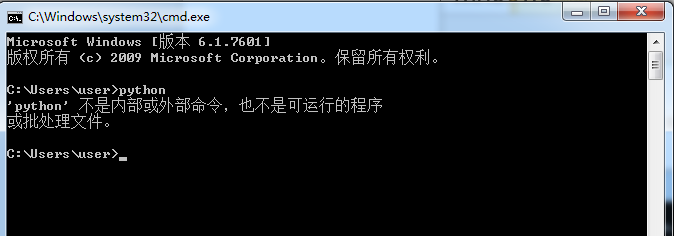 C:\Windows\system32\cmd.exe
Microsoft Windows [版本 6.1.7601]
版权所有 (c) 2009 Microsoft Corporation。保留所有权利。
C:\Users\user>python
'python' 不是内部或外部命令，也不是可运行的程序
或批处理文件。
C:\Users\user>